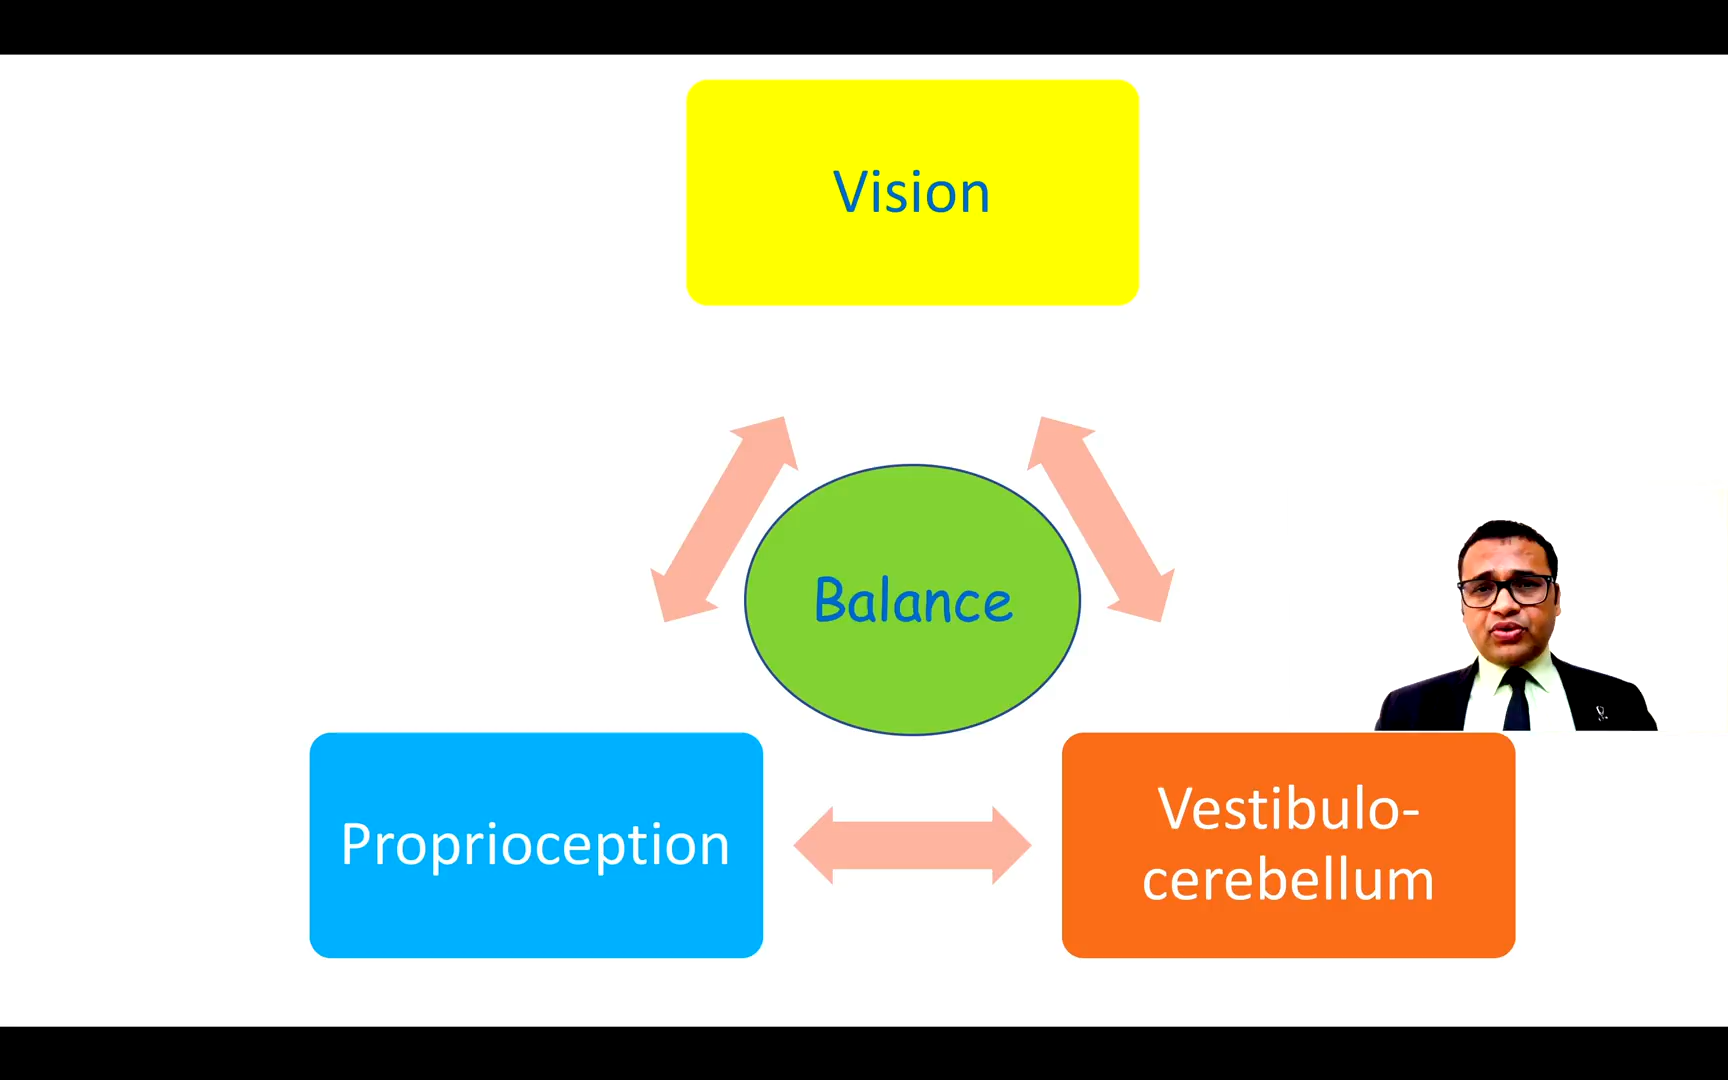 Vision
Balance
Proprioception
Vestibulo-
cerebellum